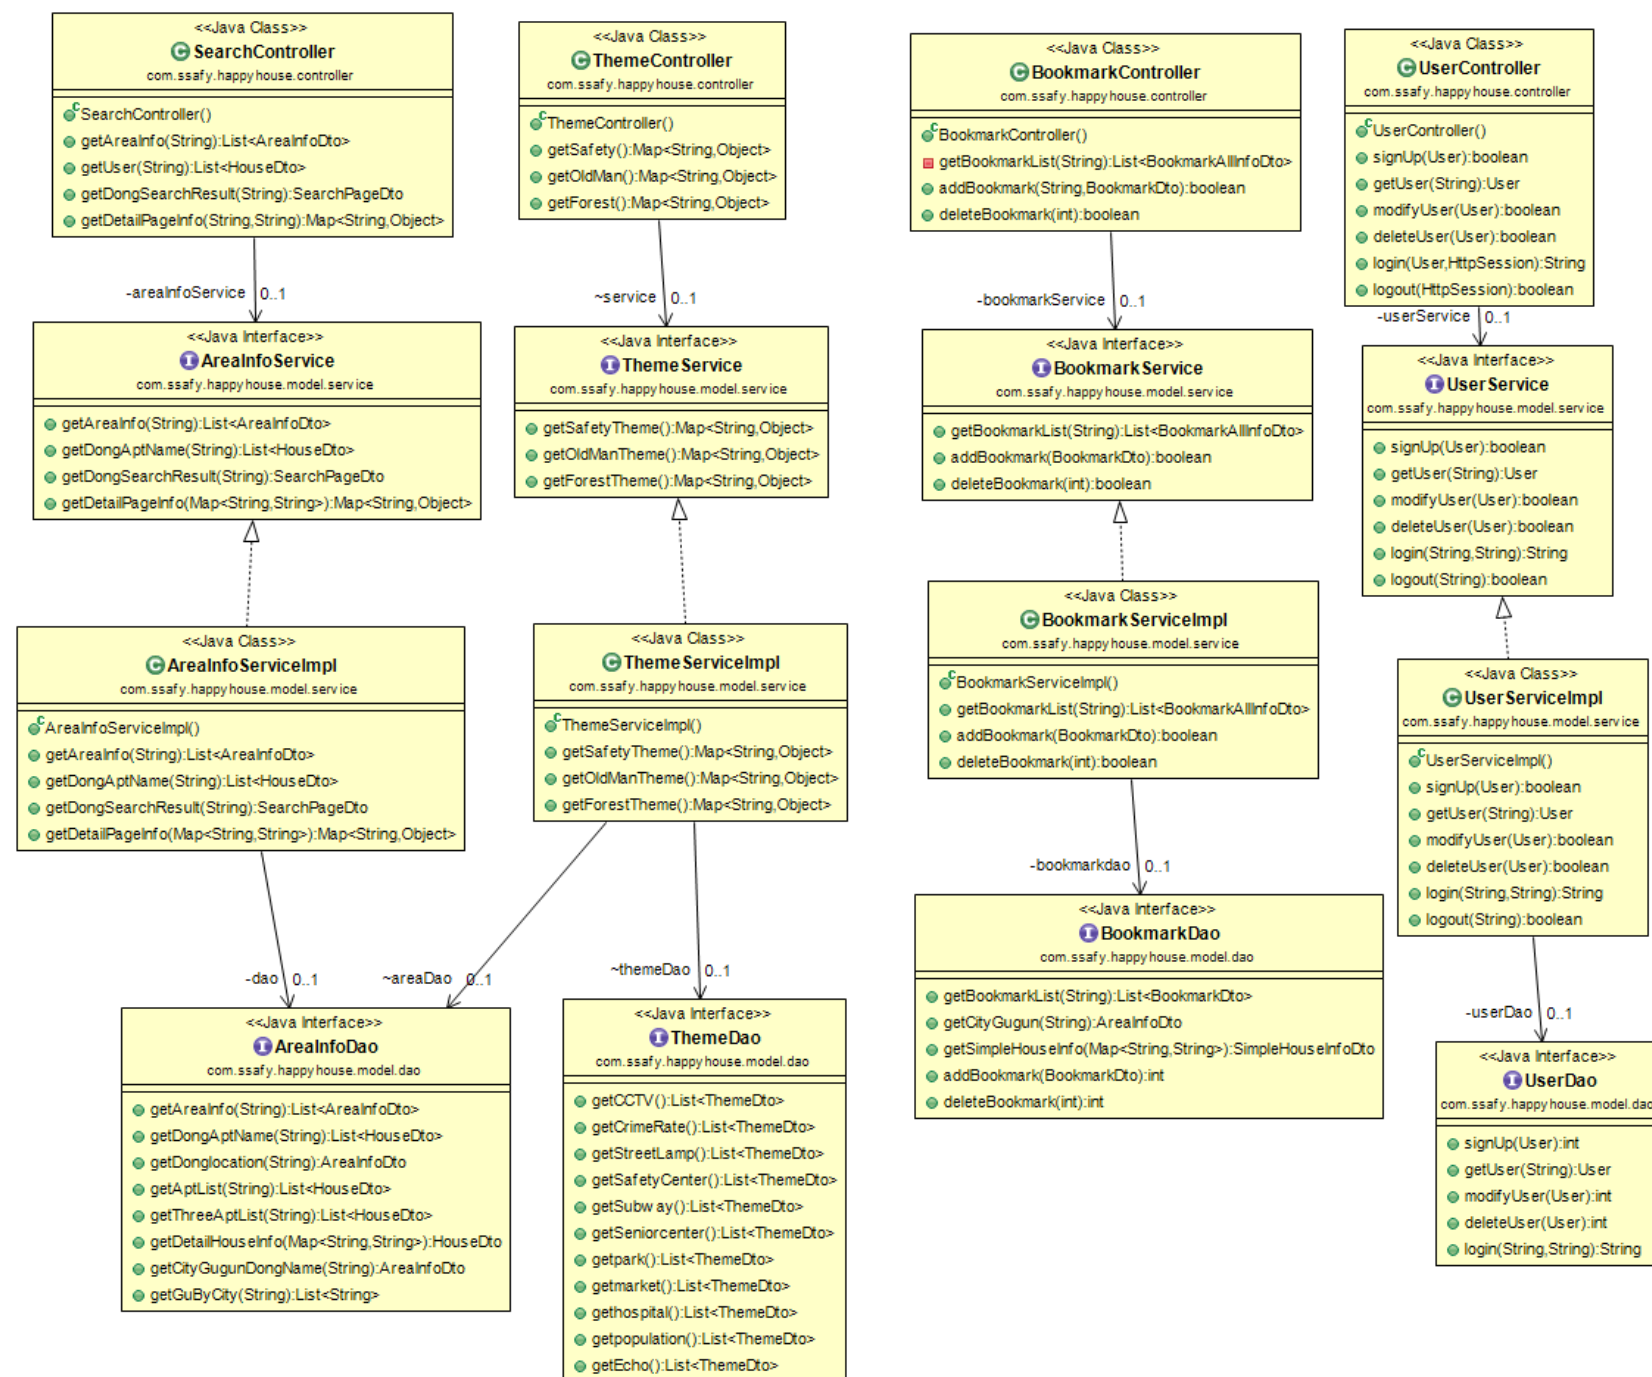 <<Java Class>>
SearchController
com.ssafy.happyhouse.controller
SearchController()
getAreaInfo(String):List<AreaInfoDto>
getUser(String):List<HouseDto>
getDongSearchResult(String):SearchPageDto
getDetailPageInfo(String,String):Map<String,Object>
-areaInfoService 0..1
<<Java Interface>>
AreaInfoService
com.ssafy.happyhouse.model.service
getAreaInfo(String):List<AreaInfoDto>
getDongAptName(String):List<HouseDto>
getDongSearchResult(String):SearchPageDto
getDetailPageInfo(Map<String,String>):Map<String,Object>
<<Java Class>>
AreaInfoServiceImpl
com.ssafy.happyhouse.model.service
AreaInfoServiceImpl()
getAreaInfo(String):List<AreaInfoDto>
getDongAptName(String):List<HouseDto>
getDongSearchResult(String):SearchPageDto
getDetailPageInfo(Map<String,String>):Map<String,Object>
-dao 0..1
<<Java Interface>>
AreaInfoDao
com.ssafy.happyhouse.model.dao
getAreaInfo(String):List<AreaInfoDto>
getDongAptName(String):List<HouseDto>
getDonglocation(String):AreaInfoDto
getAptList(String):List<HouseDto>
getThreeAptList(String):List<HouseDto>
getDetailHouseInfo(Map<String,String>):HouseDto
getCityGugunDongName(String):AreaInfoDto
getGuByCity(String):List<String>
<<Java Class>>
ThemeController
com.ssafy.happyhouse.controller
ThemeController()
getSafety():Map<String,Object>
getOldMan():Map<String,Object>
getForest():Map<String,Object>
~service 0..1
<<Java Interface>>
ThemeService
com.ssafy.happyhouse.model.service
getSafetyTheme():Map<String,Object>
getOldManTheme():Map<String,Object>
getForestTheme():Map<String,Object>
<<Java Class>>
ThemeServiceImpl
com.ssafy.happyhouse.model.service
ThemeServiceImpl()
getSafetyTheme():Map<String,Object>
getOldManTheme():Map<String,Object>
getForestTheme():Map<String,Object>
~areaDao 0..1
~themeDao 0..1
<<Java Interface>>
ThemeDao
com.ssafy.happyhouse.model.dao
getCCTV():List<ThemeDto>
getCrimeRate():List<ThemeDto>
getStreetLamp():List<ThemeDto>
getSafetyCenter():List<ThemeDto>
getSubway():List<ThemeDto>
getSeniorcenter():List<ThemeDto>
getpark():List<ThemeDto>
getmarket():List<ThemeDto>
gethospital():List<ThemeDto>
getpopulation():List<ThemeDto>
getEcho():List<ThemeDto>
<<Java Class>>
BookmarkController
com.ssafy.happyhouse.controller
BookmarkController()
getBookmarkList(String):List<BookmarkAllInfoDto>
addBookmark(String,BookmarkDto):boolean
deleteBookmark(int):boolean
-bookmarkService 0..1
<<Java Interface>>
BookmarkService
com.ssafy.happyhouse.model.service
getBookmarkList(String):List<BookmarkAllInfoDto>
addBookmark(BookmarkDto):boolean
deleteBookmark(int):boolean
<<Java Class>>
BookmarkServiceImpl
com.ssafy.happyhouse.model.service
BookmarkServiceImpl()
getBookmarkList(String):List<BookmarkAllInfoDto>
addBookmark(BookmarkDto):boolean
deleteBookmark(int):boolean
-bookmarkdao 0..1
<<Java Interface>>
BookmarkDao
com.ssafy.happyhouse.model.dao
getBookmarkList(String):List<BookmarkDto>
getCityGugun(String):AreaInfoDto
getSimpleHouseInfo(Map<String,String>):SimpleHouseInfoDto
addBookmark(BookmarkDto):int
deleteBookmark(int):int
<<Java Class>>
UserController
com.ssafy.happyhouse.controller
UserController()
signUp(User):boolean
getUser(String):User
modifyUser(User):boolean
deleteUser(User):boolean
login(User,HttpSession):String
logout(HttpSession):boolean
-userService 0..1
<<Java Interface>>
UserService
com.ssafy.happyhouse.model.service
signUp(User):boolean
getUser(String):User
modifyUser(User):boolean
deleteUser(User):boolean
login(String,String):String
logout(String):boolean
<<Java Class>>
UserServiceImpl
com.ssafy.happyhouse.model.service
UserServiceImpl()
signUp(User):boolean
getUser(String):User
modifyUser(User):boolean
deleteUser(User):boolean
login(String,String):String
logout(String):boolean
-userDao 0..1
<<Java Interface>>
UserDao
com.ssafy.happyhouse.model.dao
signUp(User):int
getUser(String):User
modifyUser(User):int
deleteUser(User):int
login(String,String):String